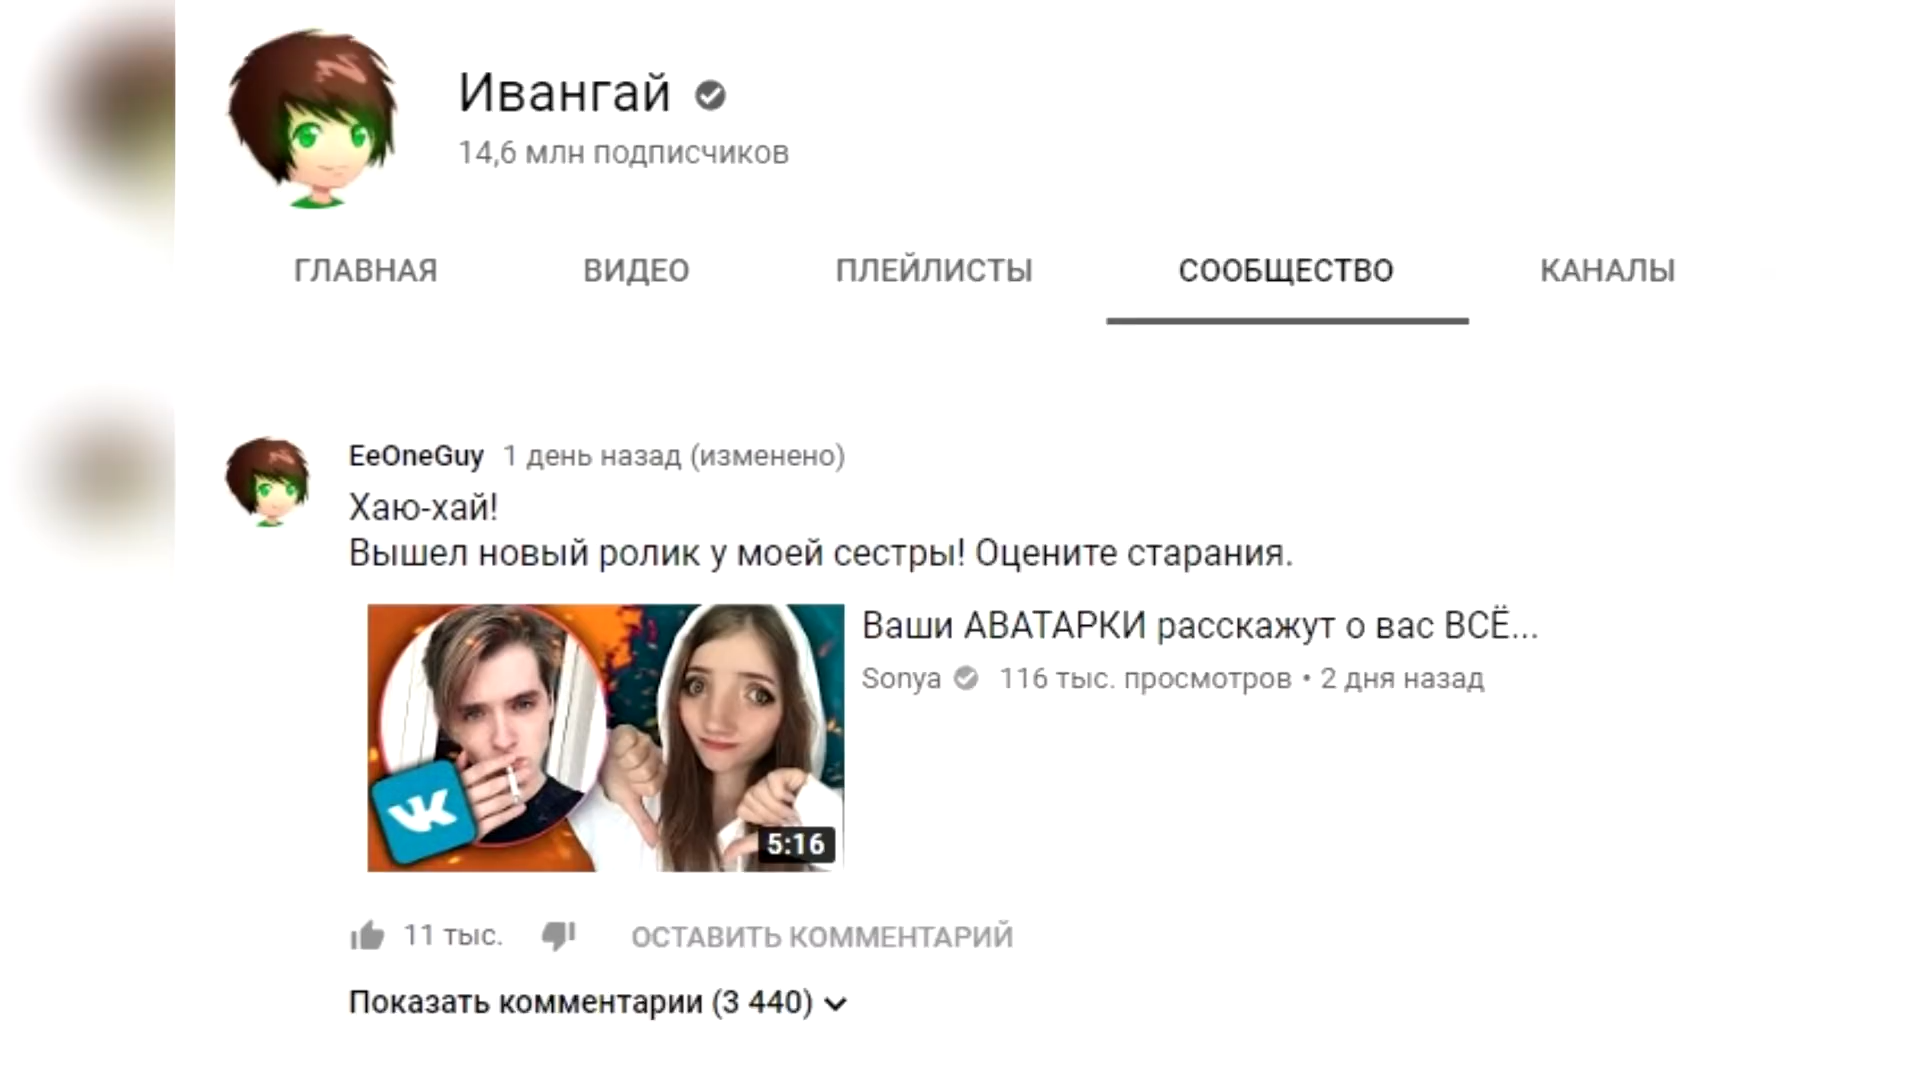 Ивангай
14,6 млн подписчиков
ГЛАВНАЯ ВИДЕО ПЛЕЙЛИСТЫ СООБЩЕСТВО КАНАЛЫ
EeOneGuy 1 день назад (изменено)
Хаю-хай!
Вышел новый ролик у моей сестры! Оцените старания.
Ваши АВАТАРКИ расскажут о вас ВСЁ...
Sonya 116 тыс. просмотров • 2 дня назад
VK
5:16
11 тыс. ОСТАВИТЬ КОММЕНТАРИЙ
Показать комментарии (3 440)